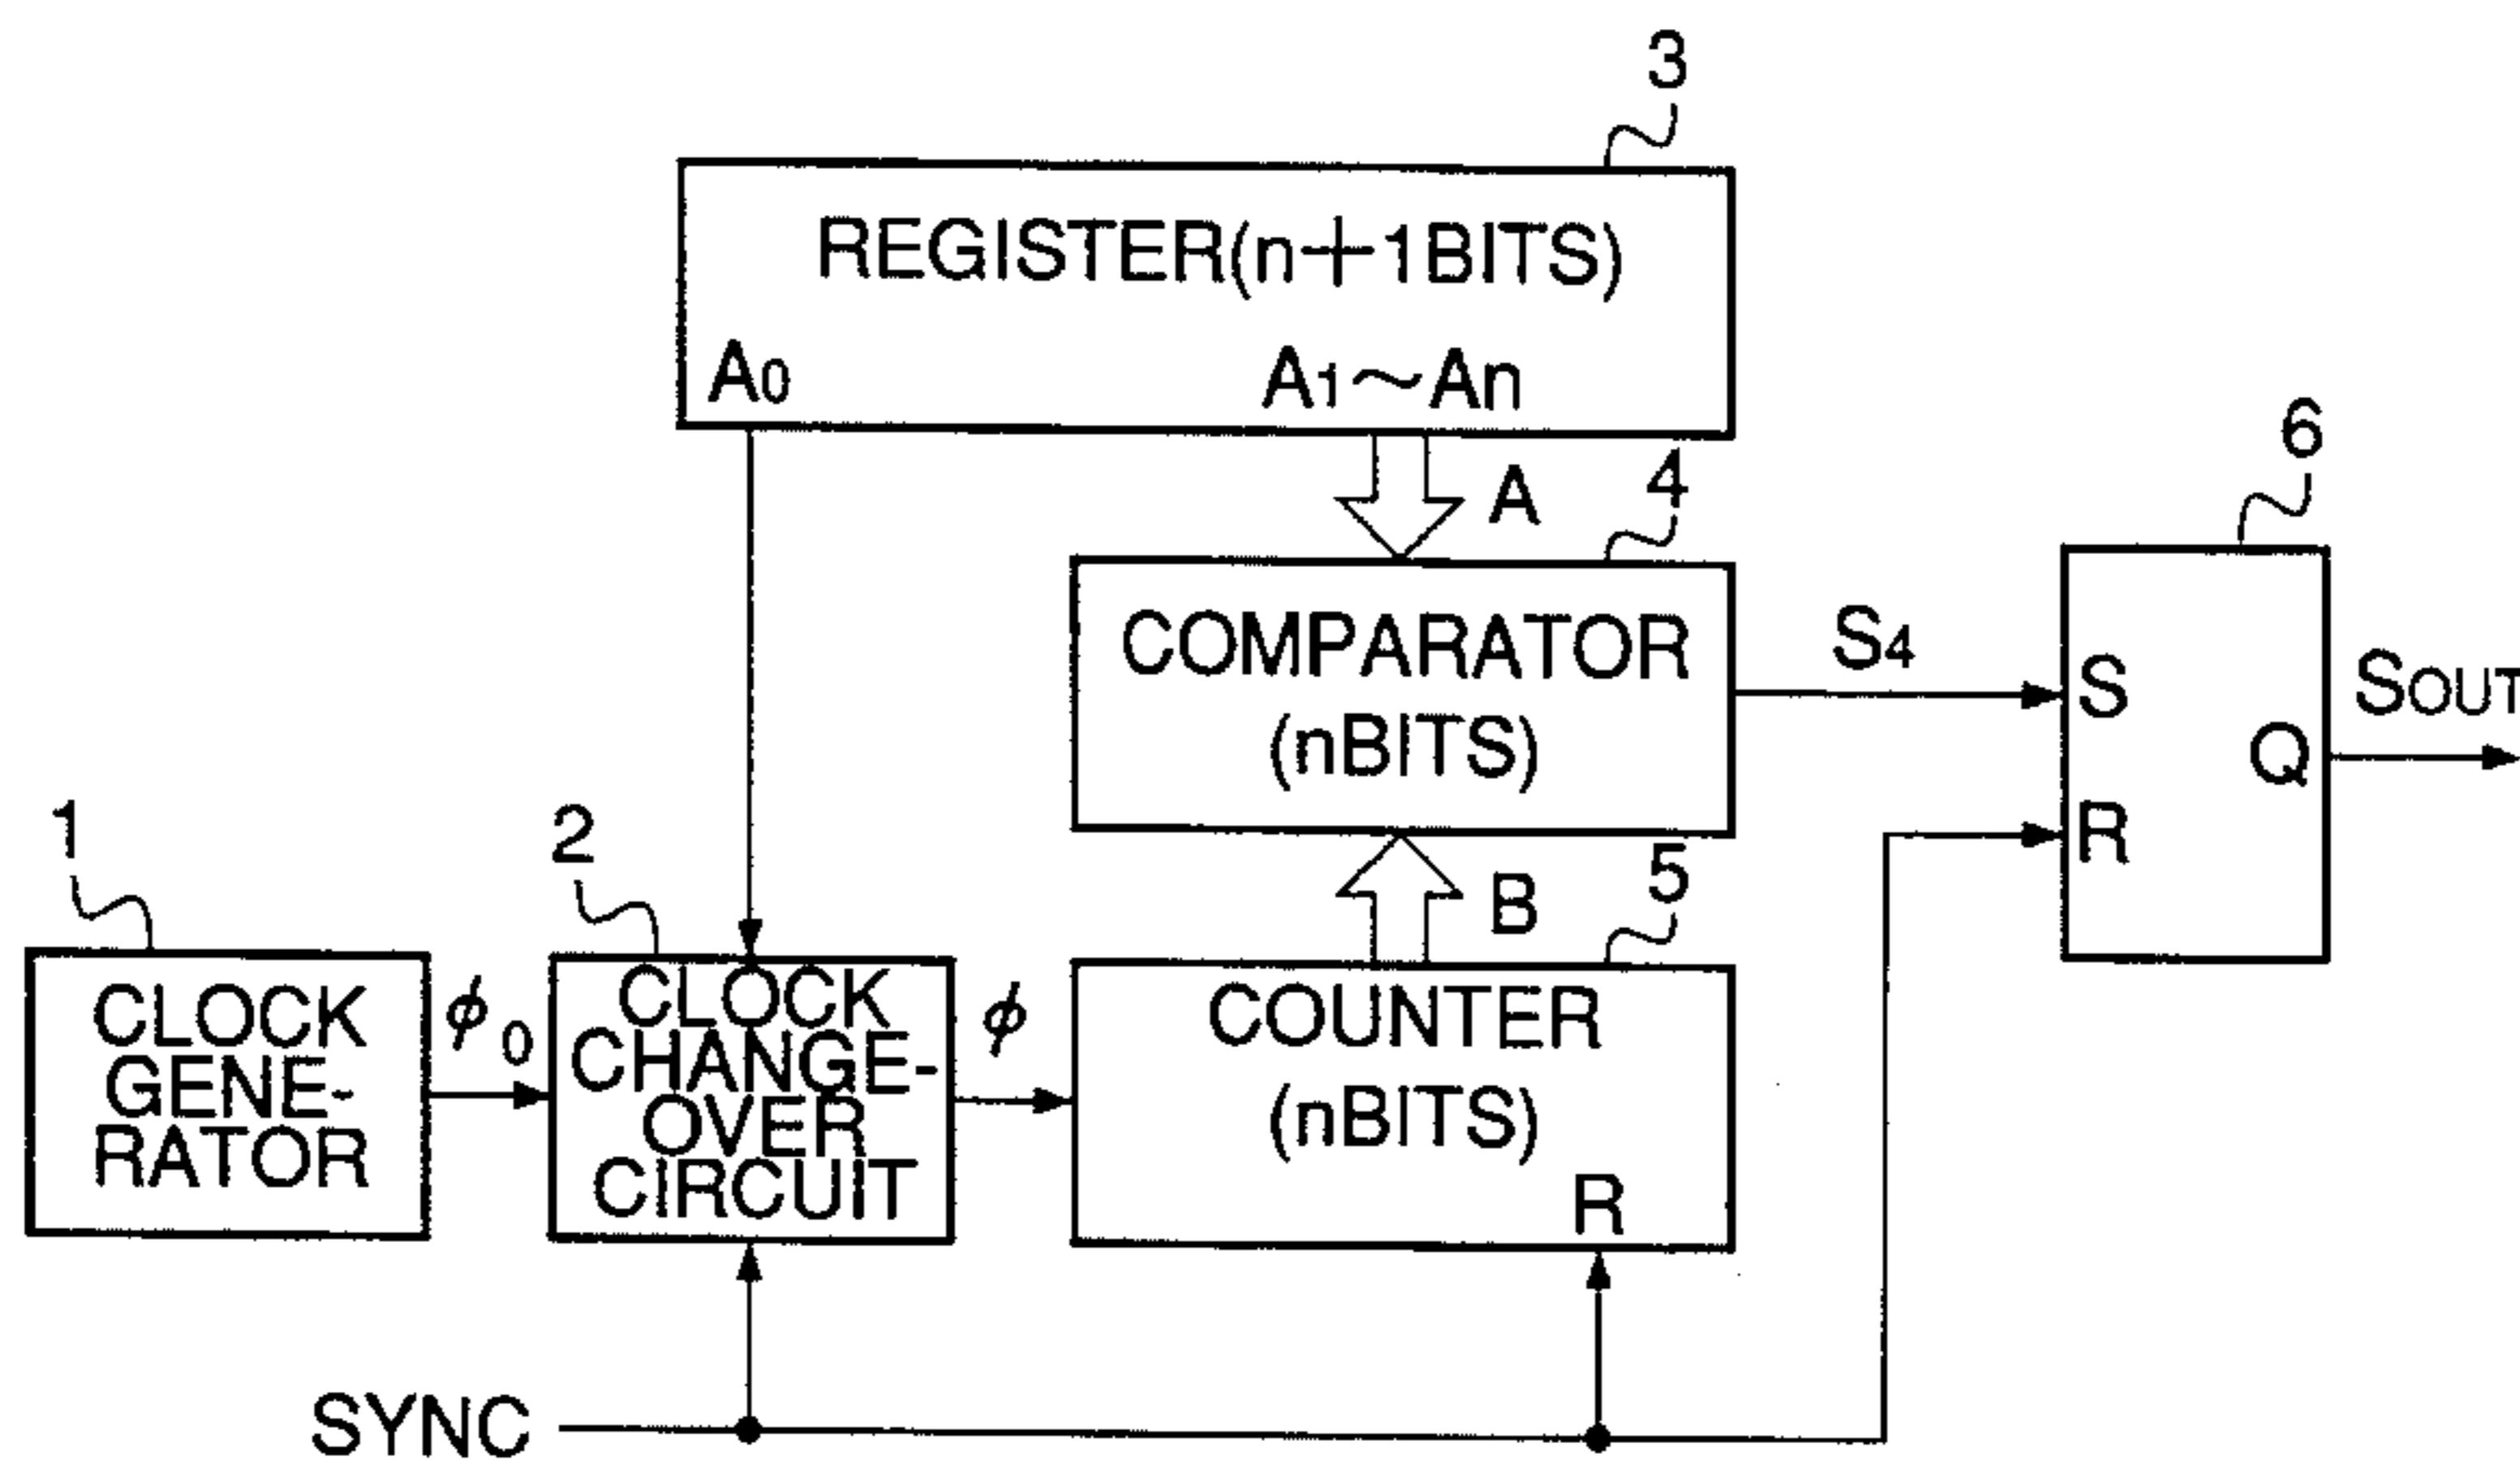 3
REGISTER(n+1BITS)
A0 A1~An
A
4
6
COMPARATOR
(nBITS)
S4
S
R
Q
SOUT
1
2
B
5
CLOCK
GENE-
RATOR
ϕ0
CLOCK
CHANGE-
OVER
CIRCUIT
ϕ
COUNTER
(nBITS)
R
SYNC